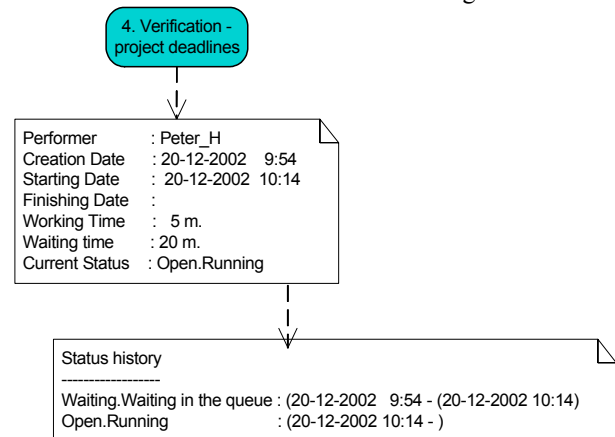 4. Verification -
project deadlines
Performer : Peter_H
Creation Date : 20-12-2002 9:54
Starting Date : 20-12-2002 10:14
Finishing Date :
Working Time : 5 m.
Waiting time : 20 m.
Current Status : Open.Running
Status history
------------------
Waiting.Waiting in the queue : (20-12-2002 9:54 - (20-12-2002 10:14)
Open.Running : (20-12-2002 10:14 - )